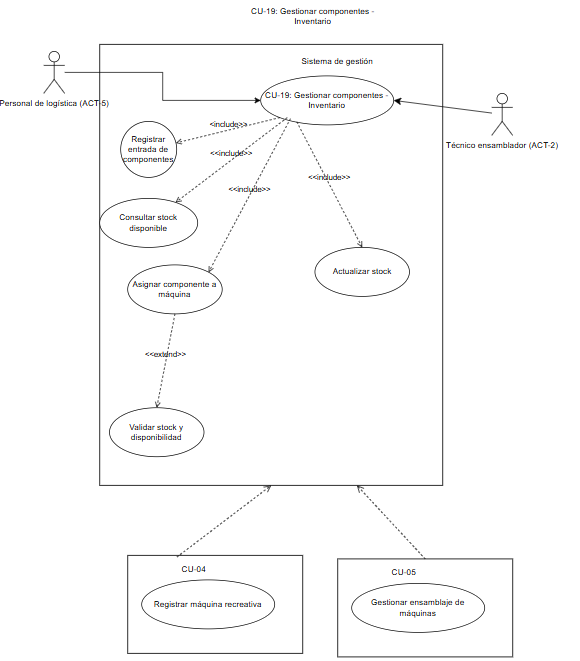 CU-19: Gestionar componentes -
Inventario
Sistema de gestión
CU-19: Gestionar componentes -
Inventario
Personal de logística (ACT-5)
Técnico ensamblador (ACT-2)
<include>>
Registrar
entrada de
componentes
<<include>>
<<include>>
<<include>>
Consultar stock
disponible
Asignar componente a
máquina
Actualizar stock
<<extend>>
Validar stock y
disponibilidad
CU-04
Registrar máquina recreativa
CU-05
Gestionar ensamblaje de
máquinas